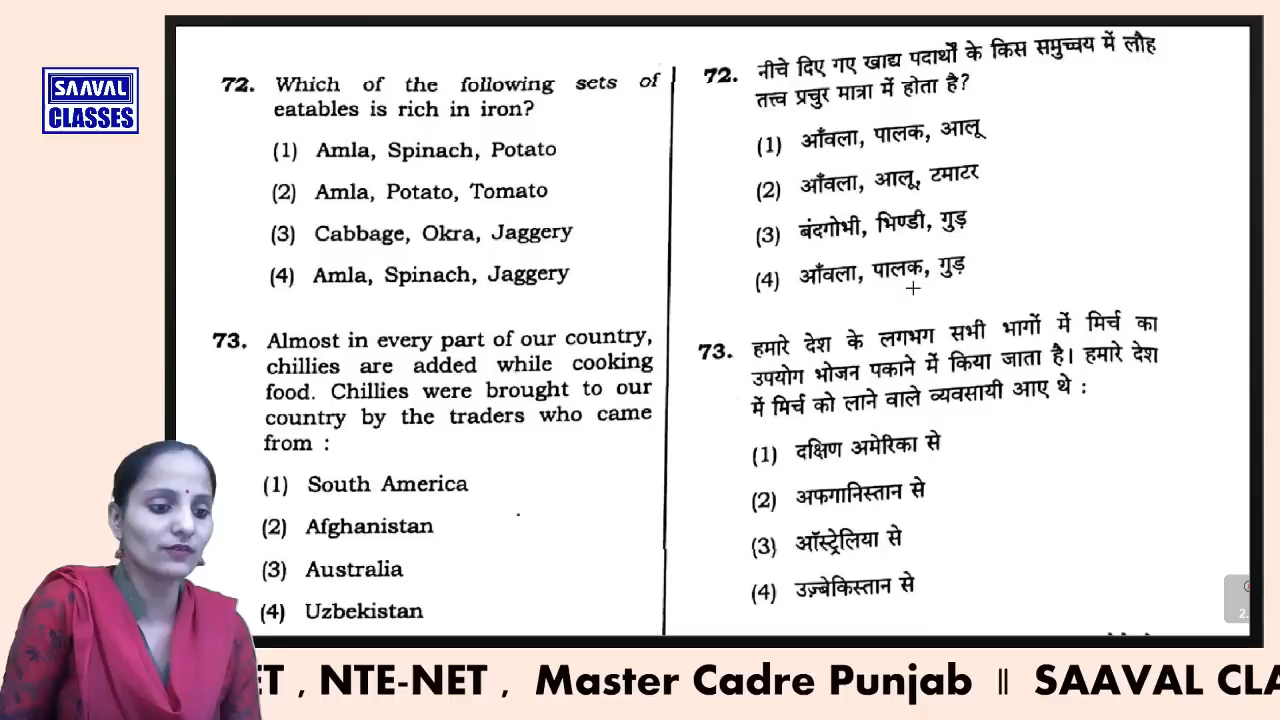 SAAVAL
CLASSES
72. Which of the following sets of
eatables is rich in iron?
(1) Amla, Spinach, Potato
(2) Amla, Potato, Tomato
(3) Cabbage, Okra, Jaggery
(4) Amla, Spinach, Jaggery
73. Almost in every part of our country,
chillies are added while cooking
food. Chillies were brought to our
country by the traders who came
from :
(1) South America
(2) Afghanistan
(3) Australia
(4) Uzbekistan
72. नीचे दिए गए खाद्य पदार्थों के किस समुच्चय में लौह
तत्त्व प्रचुर मात्रा में होता है?
(1) आँवला, पालक, आलू
(2) आँवला, आलू, टमाटर
(3) बंदगोभी, भिण्डी, गुड़
(4) आँवला, पालक, गुड़
73. हमारे देश के लगभग सभी भागों में मिर्च का
उपयोग भोजन पकाने में किया जाता है। हमारे देश
में मिर्च को लाने वाले व्यवसायी आए थे :
(1) दक्षिण अमेरिका से
(2) अफगानिस्तान से
(3) ऑस्ट्रेलिया से
(4) उज़्बेकिस्तान से
ET , NTE-NET , Master Cadre Punjab || SAAVAL CLA